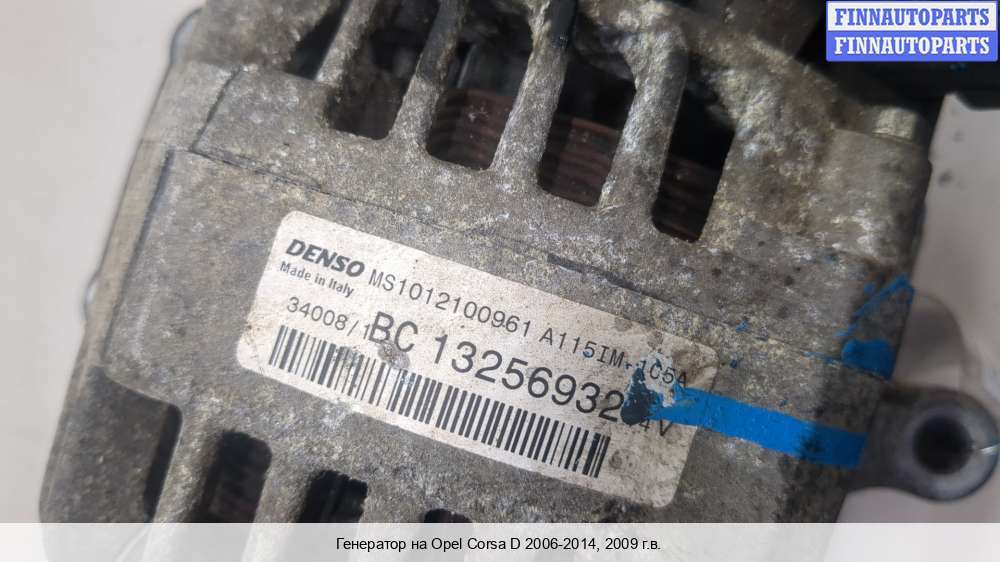 FINNAUTOPARTS
FINNAUTOPARTS
DENSO MS1012100961 A115IM-105A
Made in Italy
34008/1
BC 13256932
Генератор на Opel Corsa D 2006-2014, 2009 г.в.